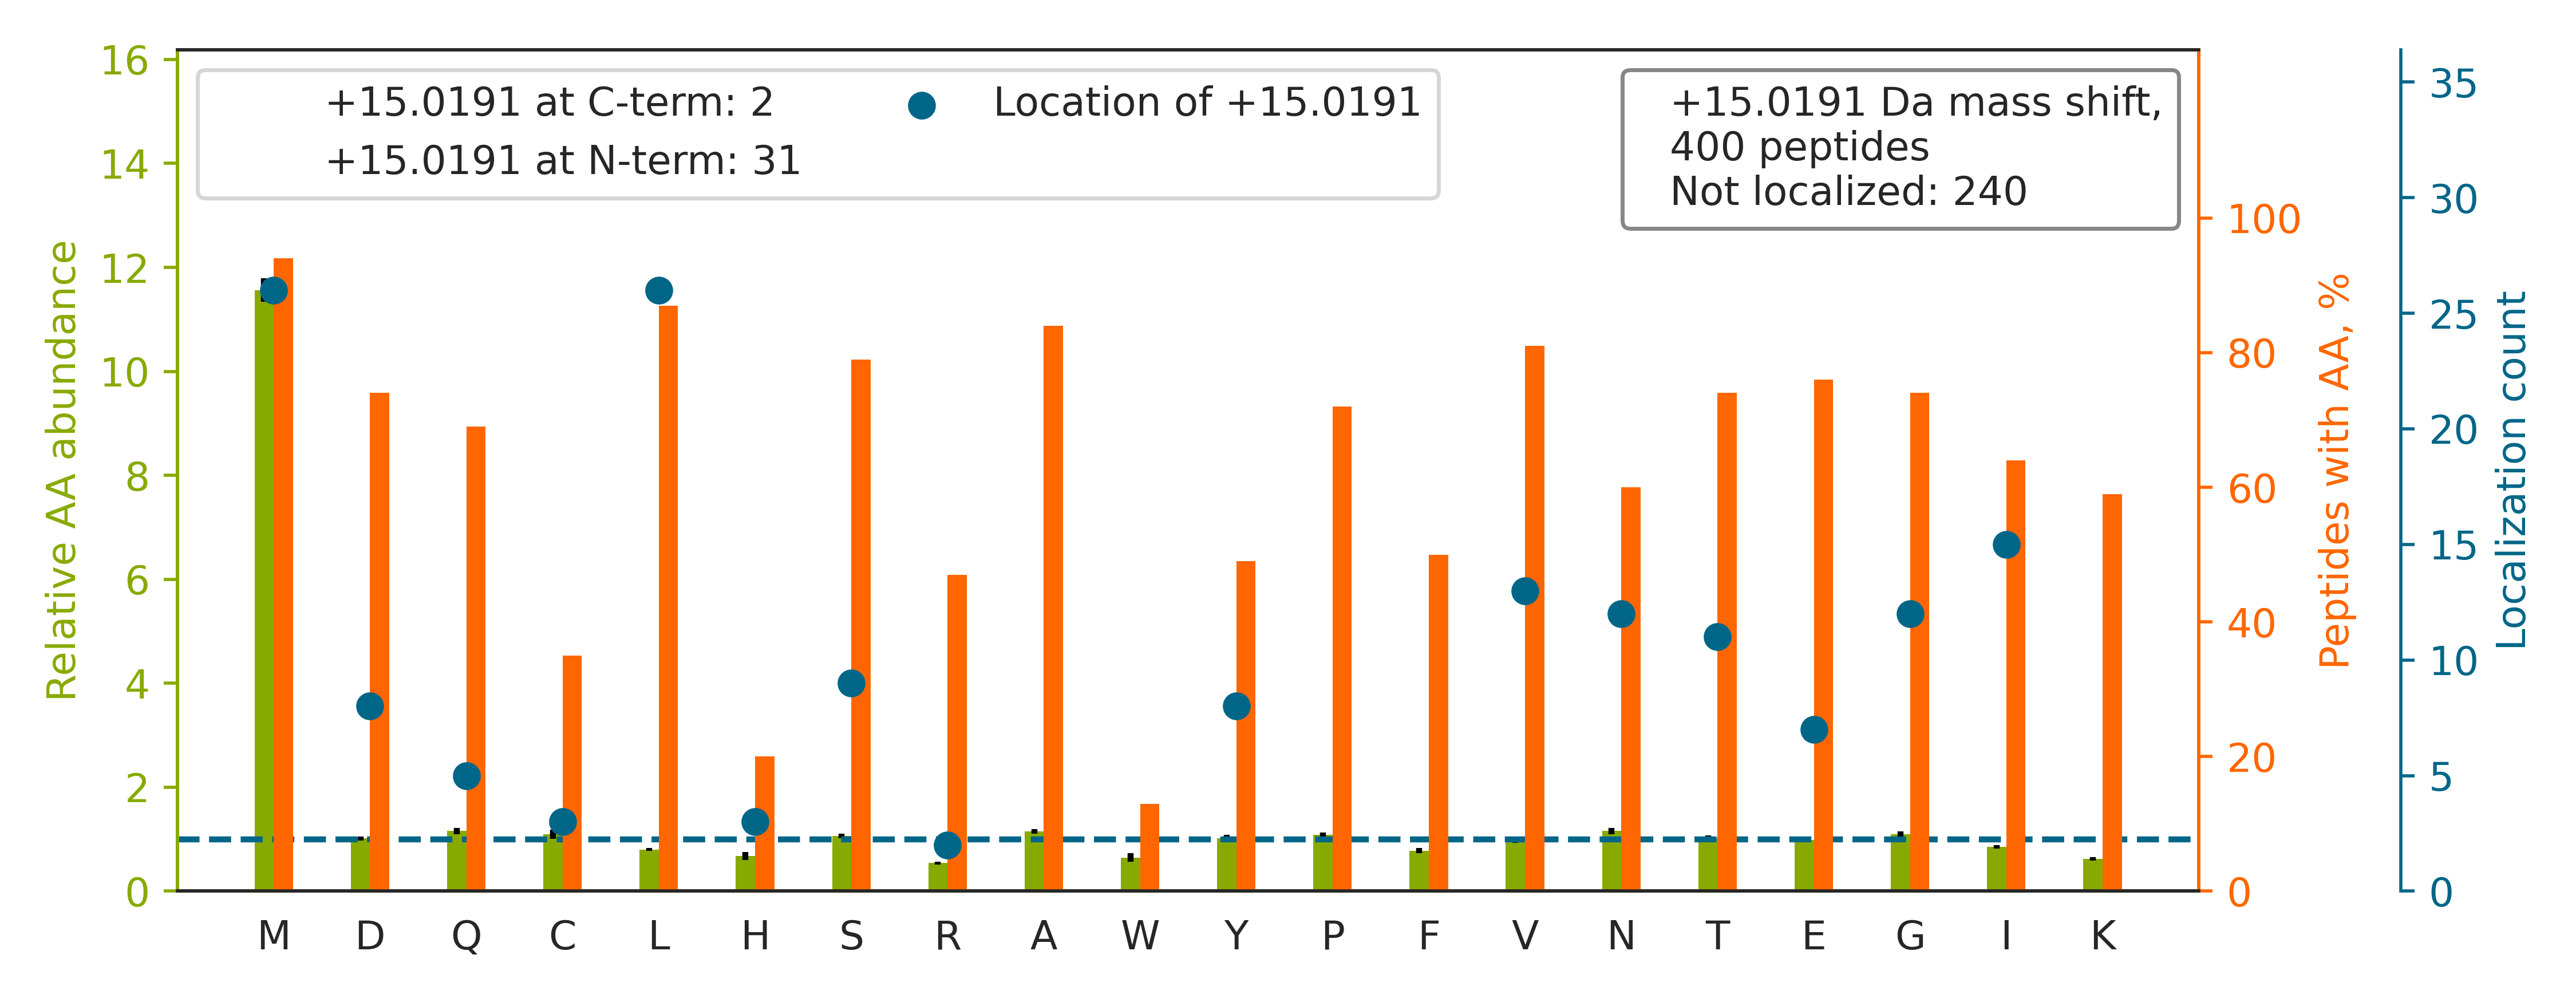 +15.0191 at C-term: 2
+15.0191 at N-term: 31
Location of +15.0191
+15.0191 Da mass shift,
400 peptides
Not localized: 240
Relative AA abundance
16
14
12
10
8
6
4
2
0
M D Q C L H S R A W Y P F V N T E G I K
100
80
60
40
20
0
Peptides with AA, %
35
30
25
20
15
10
5
0
Localization count